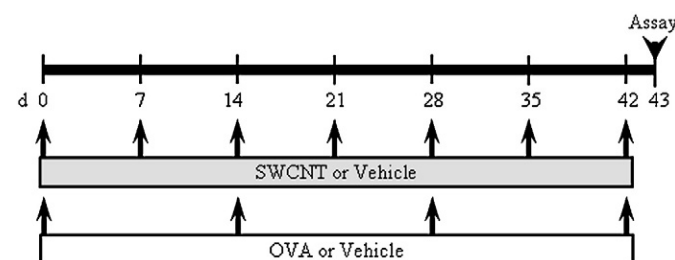 Assay
d 0 7 14 21 28 35 42 43
SWCNT or Vehicle
OVA or Vehicle